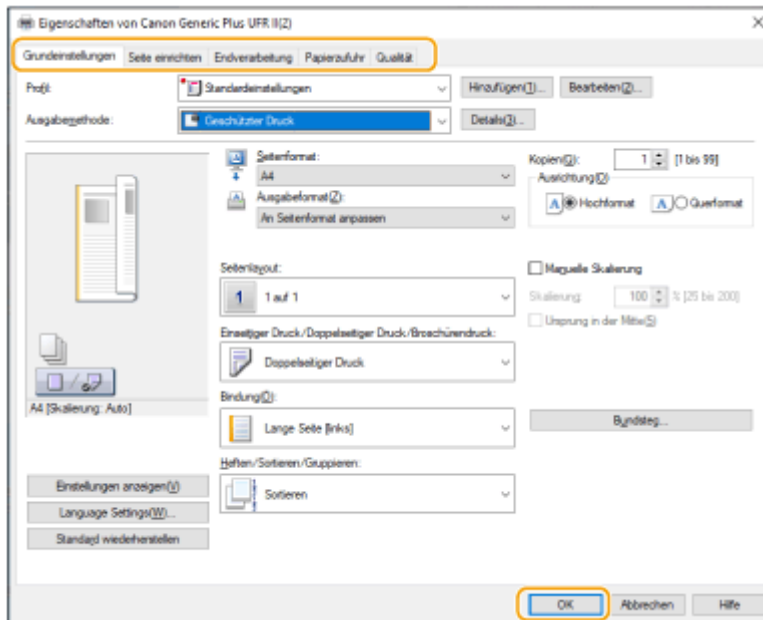 Eigenschaften von Canon Generic Plus UFR II(Z)
Grundeinstellungen Seite einrichten Endverarbeitung Papierzufuhr Qualität
Profil: Standardeinstellungen Hinzufügen(1)... Bearbeiten(2)...
Ausgabemethode: Geschützter Druck Details(3)...
Seitenformat:
A4
Ausgabeformat(Z):
An Seitenformat anpassen
Kopien(G): 1 [1 bis 99]
Ausrichtung(O)
A Hochformat A Querformat
Seitenlayout:
1 1 auf 1
Manuelle Skalierung
Skalierung: 100 % [25 bis 200]
Ursprung in der Mitte(S)
Einseitiger Druck/Doppelseitiger Druck/Broschürendruck:
Doppelseitiger Druck
A4 [Skalierung: Auto]
Bindung(Q):
Lange Seite [links]
Bundsteg...
Heften/Sortieren/Gruppieren:
Sortieren
Einstellungen anzeigen(V)
Language Settings(W)...
Standard wiederherstellen
OK Abbrechen Hilfe